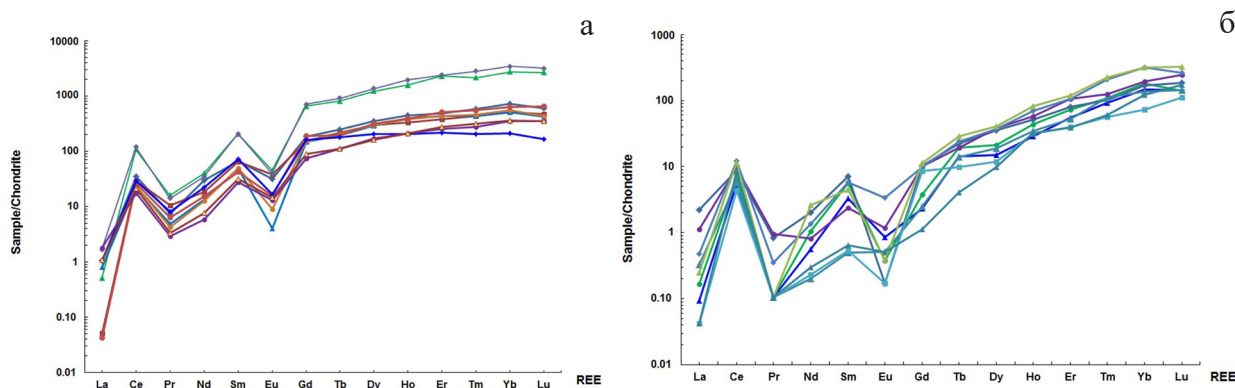 а
10000
1000
100
10
1
0.10
0.01
Sample/Chondrite
La Ce Pr Nd Sm Eu Gd Tb Dy Ho Er Tm Yb Lu
REE
б
1000
100
10
1
0.10
0.01
Sample/Chondrite
La Ce Pr Nd Sm Eu Gd Tb Dy Ho Er Tm Yb Lu
REE